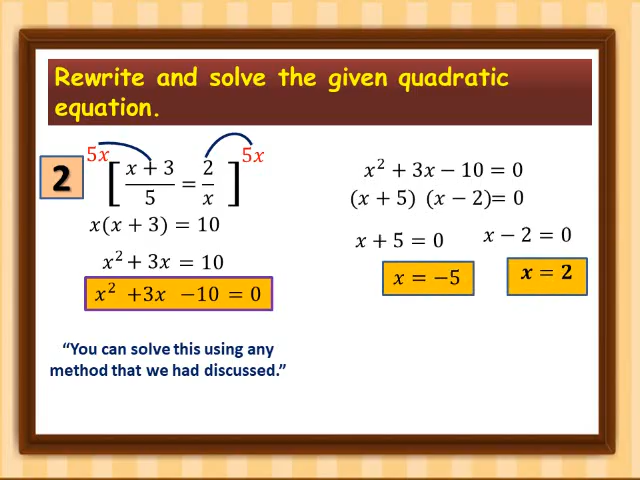 Rewrite and solve the given quadratic
equation.
2
5x [ (x + 3)/5 = 2/x ] 5x
x(x + 3) = 10
x² + 3x = 10
x² +3x −10 = 0
“You can solve this using any
method that we had discussed.”
x² + 3x − 10 = 0
(x + 5) (x − 2)= 0
x + 5 = 0
x − 2 = 0
x = −5
x = 2